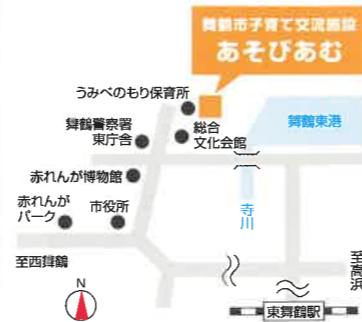 舞鶴市子育て交流施設
あそびあむ
うみべのもり保育所
舞鶴警察署
東庁舎
総合
文化会館
舞鶴東港
赤れんが博物館
赤れんが
パーク
市役所
寺川
至西舞鶴
至高浜
N
東舞鶴駅